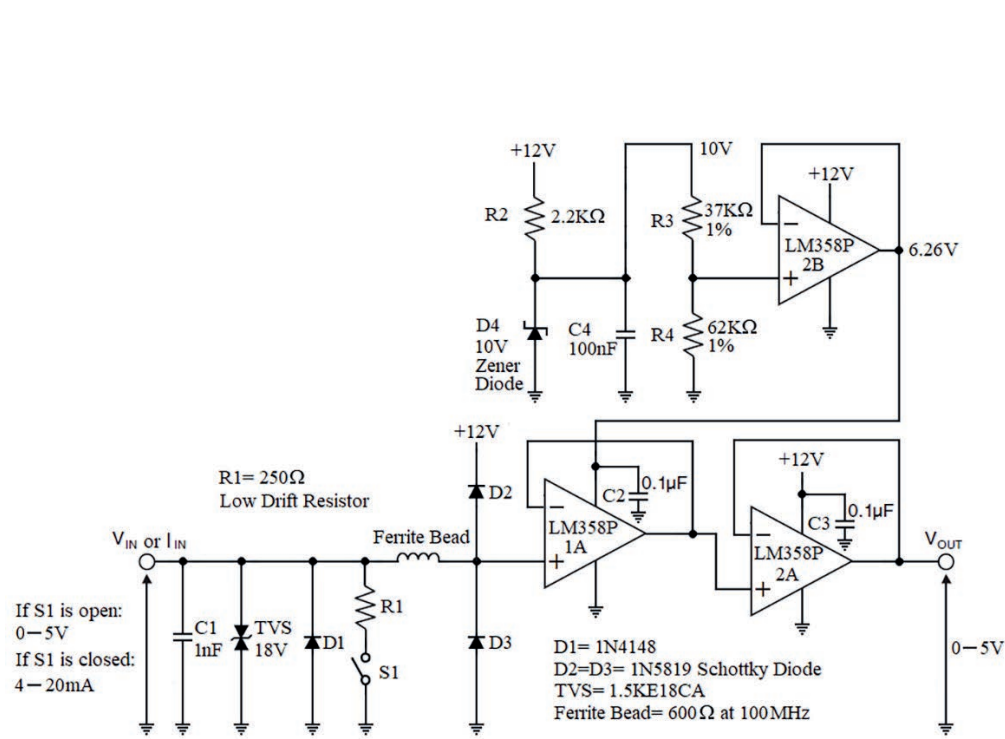 +12V
10V
+12V
R2
2.2KΩ
R3
37KΩ
1%
−
LM358P
2B
+
6.26V
D4
10V
Zener
Diode
C4
100nF
R4
62KΩ
1%
+12V
R1= 250Ω
Low Drift Resistor
D2
−
C2
0.1µF
LM358P
1A
+
+12V
−
C3
0.1µF
LM358P
2A
+
Ferrite Bead
VIN or IIN
VOUT
If S1 is open:
0−5V
If S1 is closed:
4−20mA
C1
1nF
TVS
18V
D1
R1
S1
D3
0−5V
D1= 1N4148
D2=D3= 1N5819 Schottky Diode
TVS= 1.5KE18CA
Ferrite Bead= 600Ω at 100MHz